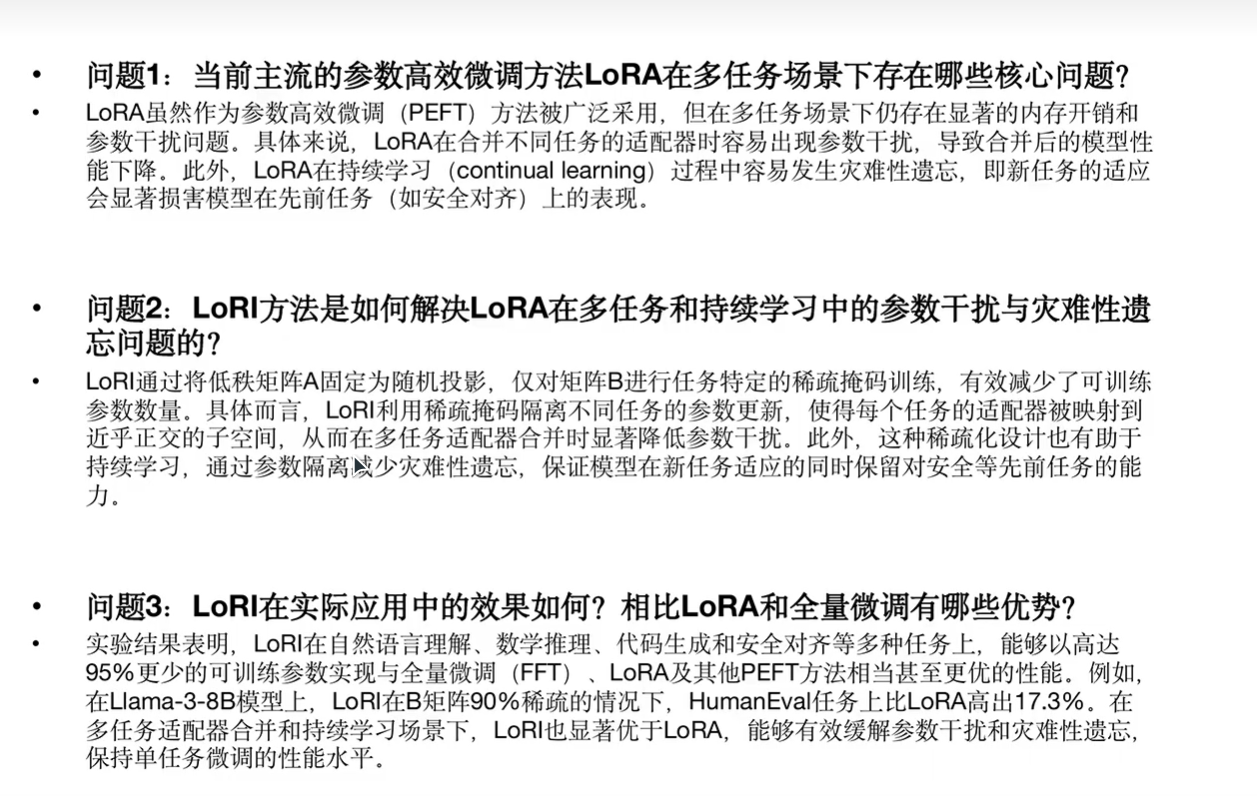 • 问题1：当前主流的参数高效微调方法LoRA在多任务场景下存在哪些核心问题？
• LoRA虽然作为参数高效微调（PEFT）方法被广泛采用，但在多任务场景下仍存在显著的内存开销和
参数干扰问题。具体来说，LoRA在合并不同任务的适配器时容易出现参数干扰，导致合并后的模型性
能下降。此外，LoRA在持续学习（continual learning）过程中容易发生灾难性遗忘，即新任务的适应
会显著损害模型在先前任务（如安全对齐）上的表现。
• 问题2：LoRI方法是如何解决LoRA在多任务和持续学习中的参数干扰与灾难性遗
忘问题的？
• LoRI通过将低秩矩阵A固定为随机投影，仅对矩阵B进行任务特定的稀疏掩码训练，有效减少了可训练
参数数量。具体而言，LoRI利用稀疏掩码隔离不同任务的参数更新，使得每个任务的适配器被映射到
近乎正交的子空间，从而在多任务适配器合并时显著降低参数干扰。此外，这种稀疏化设计也有助于
持续学习，通过参数隔离减少灾难性遗忘，保证模型在新任务适应的同时保留对安全等先前任务的能
力。
• 问题3：LoRI在实际应用中的效果如何？相比LoRA和全量微调有哪些优势？
• 实验结果表明，LoRI在自然语言理解、数学推理、代码生成和安全对齐等多种任务上，能够以高达
95%更少的可训练参数实现与全量微调（FFT）、LoRA及其他PEFT方法相当甚至更优的性能。例如，
在Llama-3-8B模型上，LoRI在B矩阵90%稀疏的情况下，HumanEval任务上比LoRA高出17.3%。在
多任务适配器合并和持续学习场景下，LoRI也显著优于LoRA，能够有效缓解参数干扰和灾难性遗忘，
保持单任务微调的性能水平。